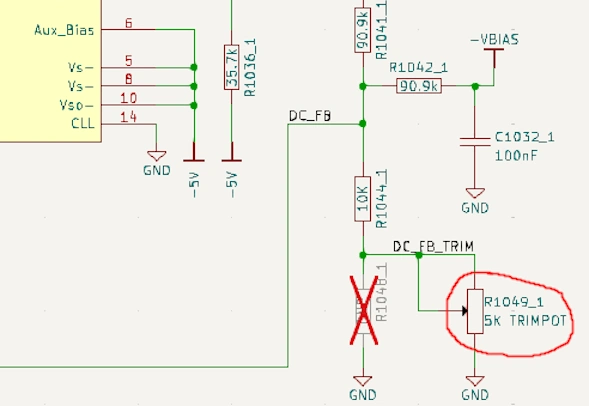 Aux_Bias 6
Vs- 5
Vs- 8
Vso- 10
CLL 14
GND
-5V
-5V
35.7k
R1036_1
90.9k
R1041_1
R1042_1
90.9k
-VBIAS
C1032_1
100nF
GND
DC_FB
10K
R1044_1
DC_FB_TRIM
R1049_1
5K TRIMPOT
GND
GND